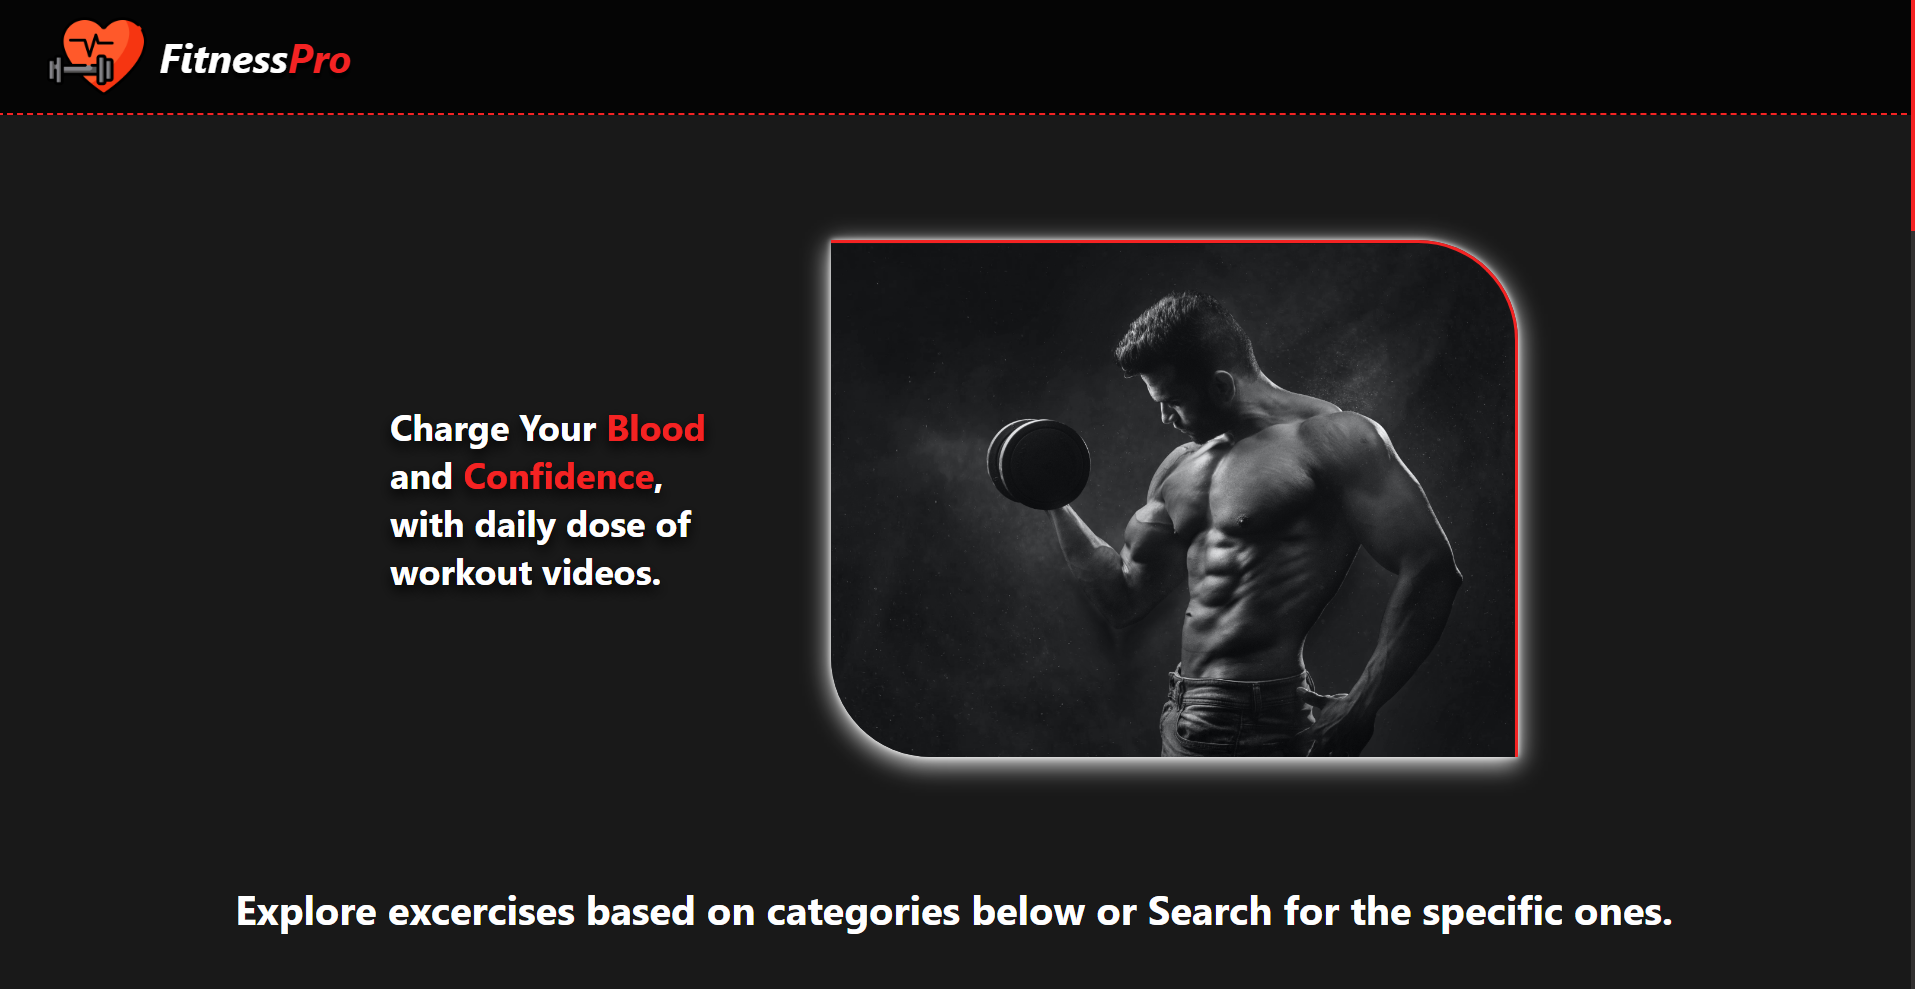 FitnessPro
Charge Your Blood
and Confidence,
with daily dose of
workout videos.
Explore excercises based on categories below or Search for the specific ones.